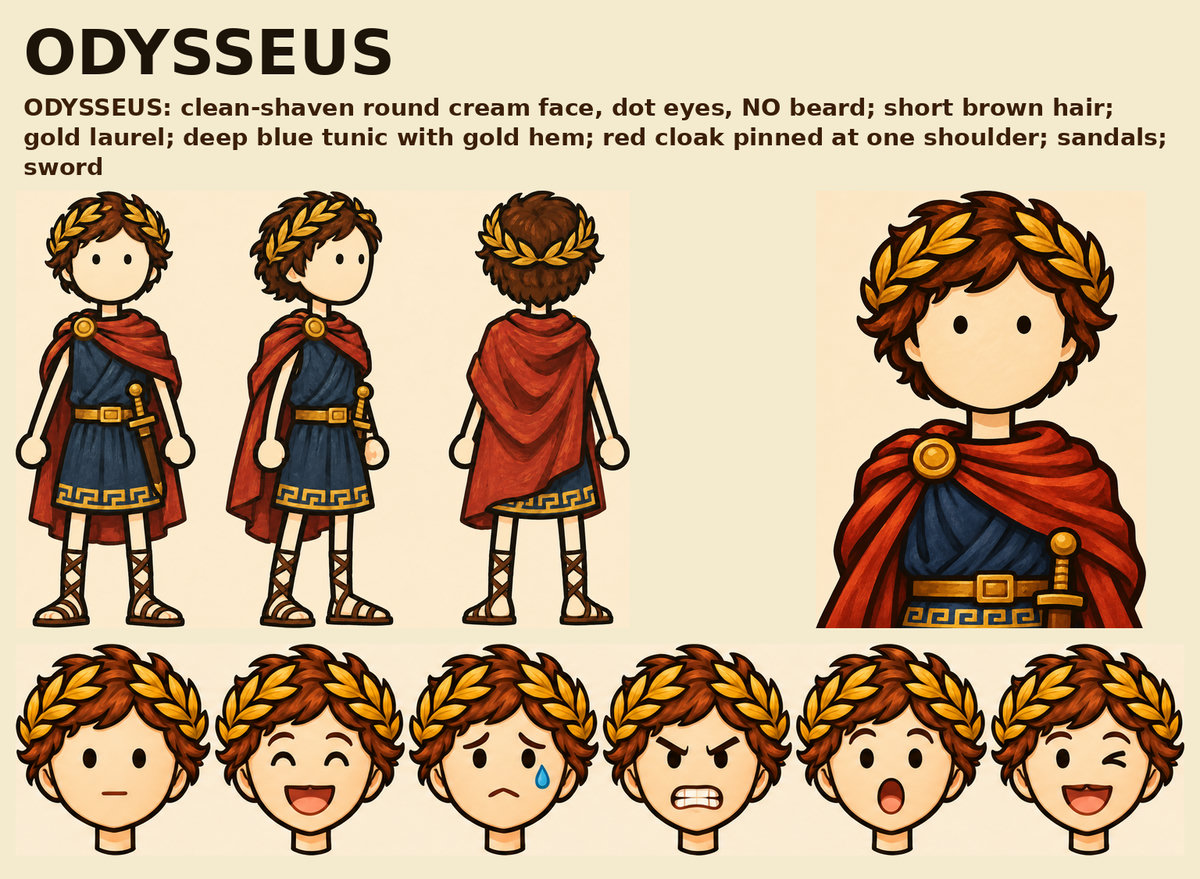 ODYSSEUS
ODYSSEUS: clean-shaven round cream face, dot eyes, NO beard; short brown hair;
gold laurel; deep blue tunic with gold hem; red cloak pinned at one shoulder; sandals;
sword